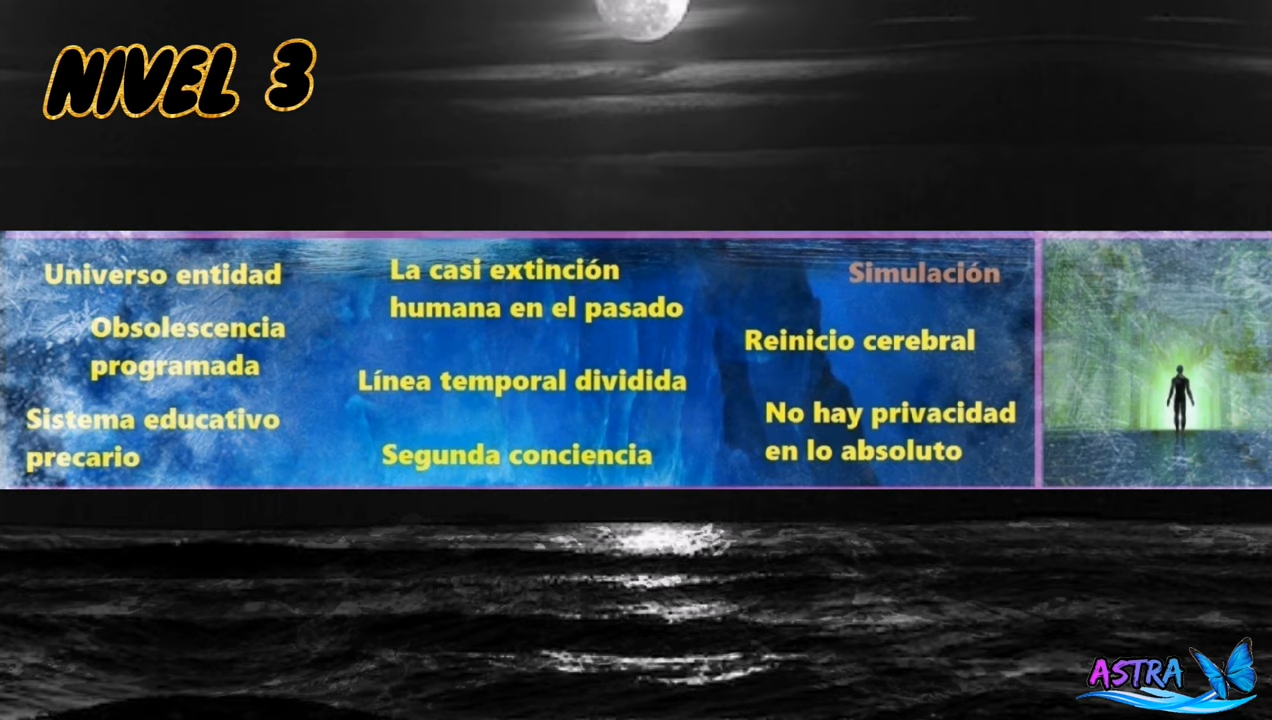 NIVEL 3
Universo entidad
Obsolescencia
programada
Sistema educativo
precario
La casi extinción
humana en el pasado
Línea temporal dividida
Segunda conciencia
Simulación
Reinicio cerebral
No hay privacidad
en lo absoluto
ASTRA